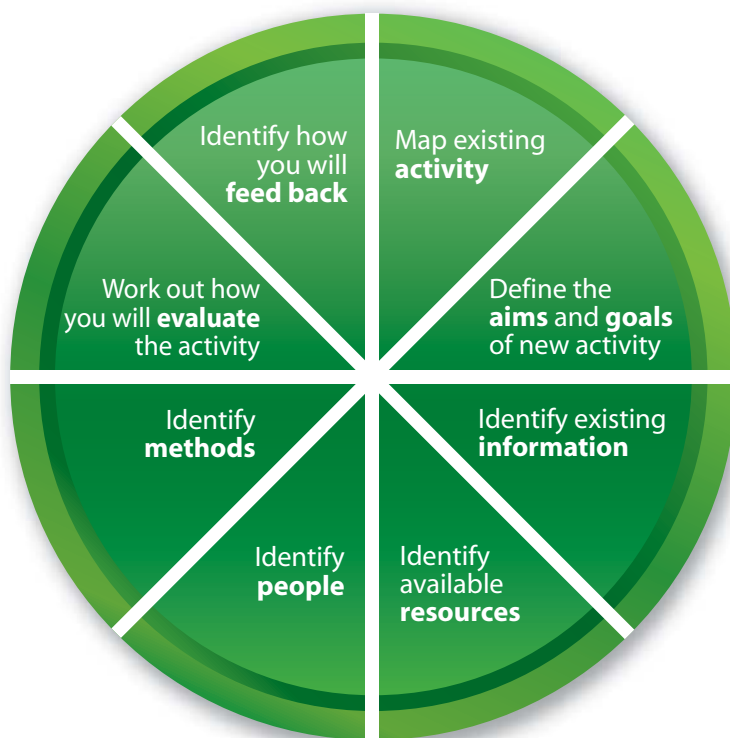 Map existing
activity
Define the
aims and goals
of new activity
Identify existing
information
Identify
available
resources
Identify
people
Identify
methods
Work out how
you will evaluate
the activity
Identify how
you will
feed back